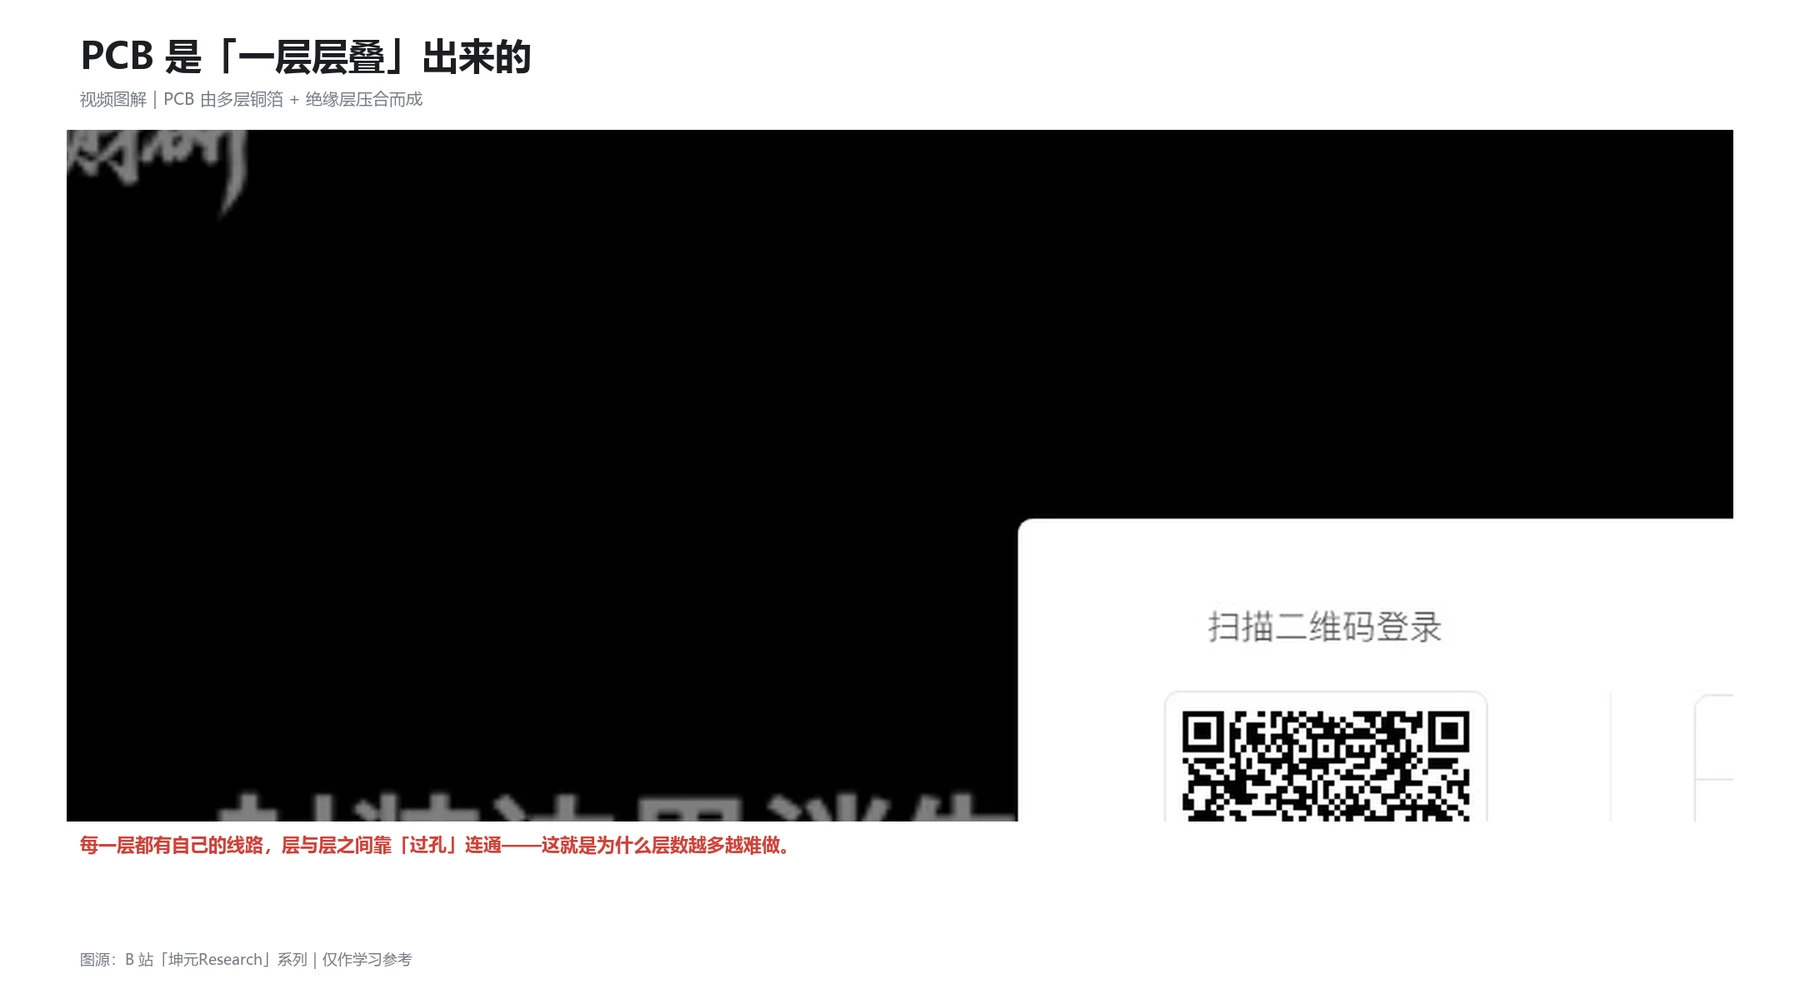 PCB 是「一层层叠」出来的
视频图解 | PCB 由多层铜箔 + 绝缘层压合而成
扫描二维码登录
每一层都有自己的线路，层与层之间靠「过孔」连通——这就是为什么层数越多越难做。
图源：B 站「坤元Research」系列 | 仅作学习参考